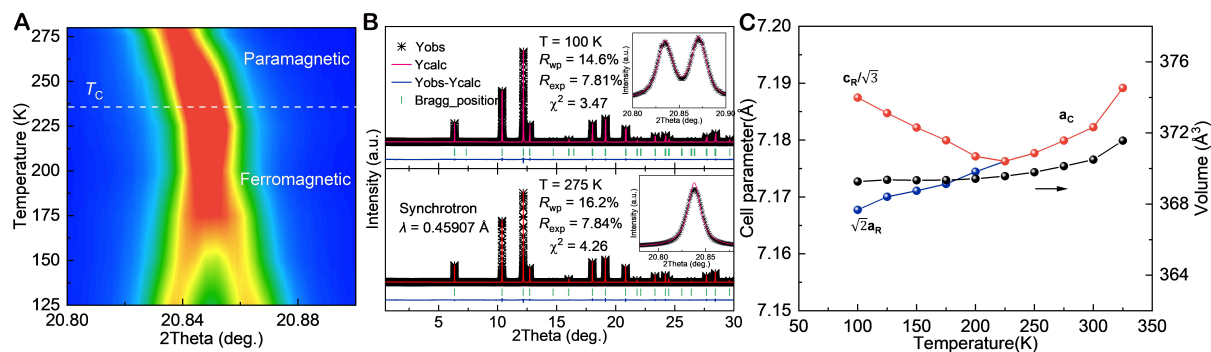 A
275
250
225
200
175
150
125
Temperature (K)
Paramagnetic
T_C
Ferromagnetic
20.80
20.84
20.88
2Theta (deg.)
B
Yobs
Ycalc
Yobs-Ycalc
Bragg_position
T = 100 K
R_wp = 14.6%
R_exp = 7.81%
χ² = 3.47
Intensity (a.u.)
20.80
20.85
20.90
2Theta (deg.)
Intensity (a.u.)
Synchrotron
λ = 0.45907 Å
T = 275 K
R_wp = 16.2%
R_exp = 7.84%
χ² = 4.26
Intensity (a.u.)
20.80
20.85
2Theta (deg.)
5
10
15
20
25
30
2Theta (deg.)
C
7.20
7.19
7.18
7.17
7.16
7.15
Cell parameter(Å)
c_R/√3
a_C
√2a_R
376
372
368
364
Volume (Å³)
50
100
150
200
250
300
350
Temperature(K)